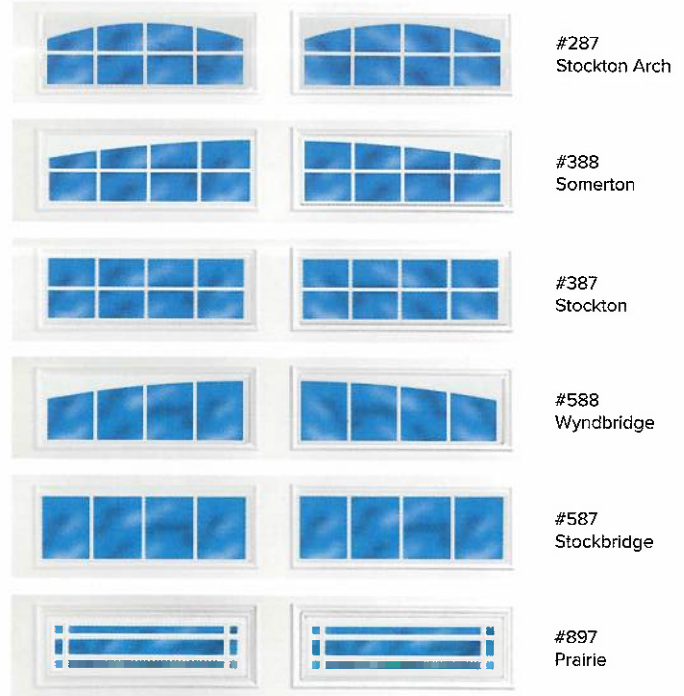 #287
Stockton Arch
#388
Somerton
#387
Stockton
#588
Wyndbridge
#587
Stockbridge
#897
Prairie